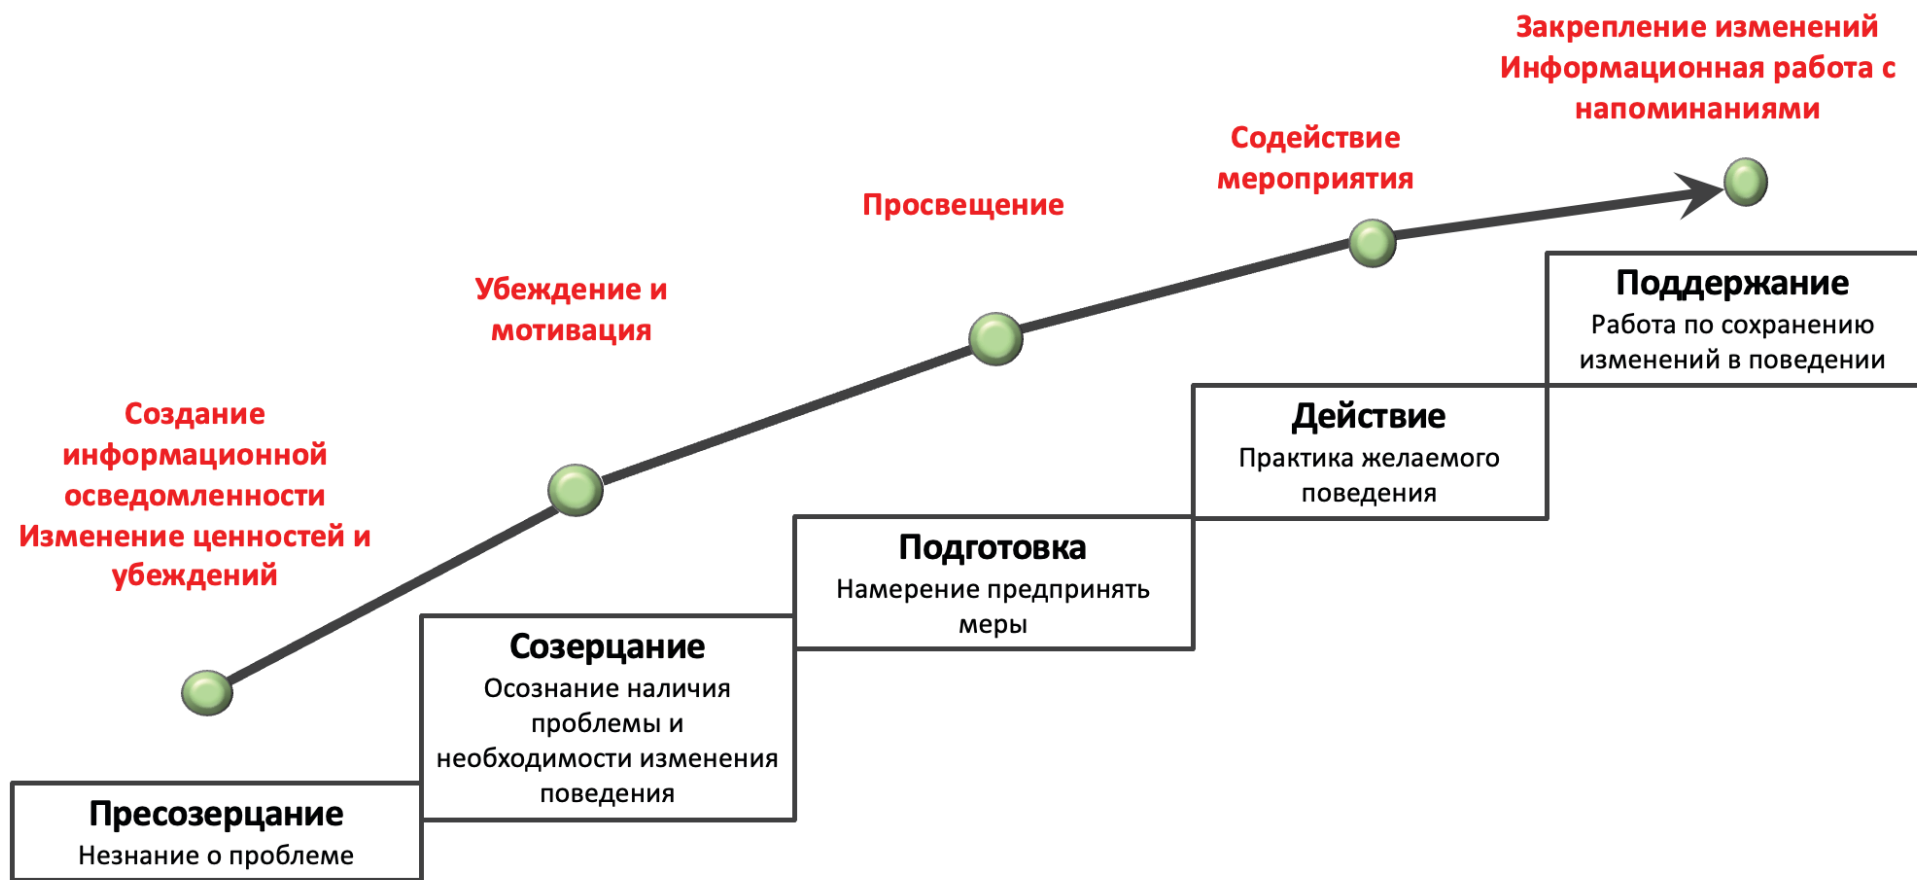 Закрепление изменений
Информационная работа с
напоминаниями
Содействие
мероприятия
Просвещение
Убеждение и
мотивация
Создание
информационной
осведомленности
Изменение ценностей и
убеждений
Поддержание
Работа по сохранению
изменений в поведении
Действие
Практика желаемого
поведения
Подготовка
Намерение предпринять
меры
Созерцание
Осознание наличия
проблемы и
необходимости изменения
поведения
Пресозерцание
Незнание о проблеме